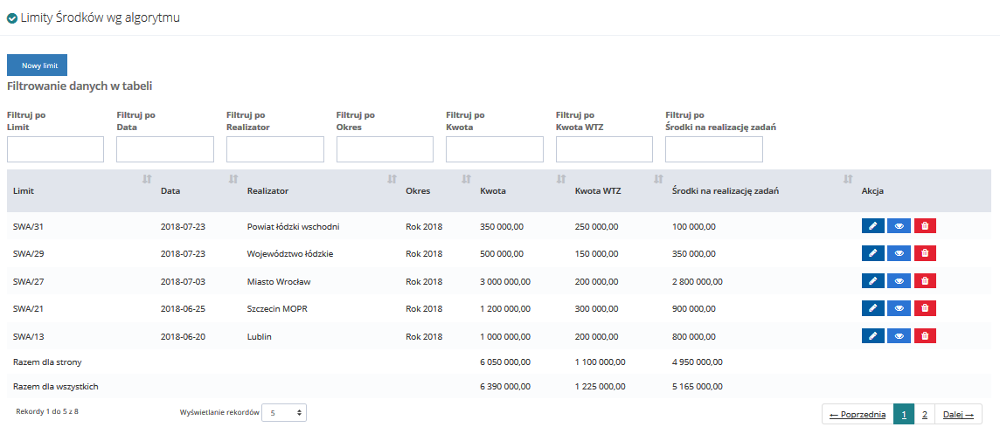 Limity Środków wg algorytmu
Nowy limit
Filtrowanie danych w tabeli
Filtruj po Limit
Filtruj po Data
Filtruj po Realizator
Filtruj po Okres
Filtruj po Kwota
Filtruj po Kwota WTZ
Filtruj po Środki na realizację zadań
Limit Data Realizator Okres Kwota Kwota WTZ Środki na realizację zadań Akcja
SWA/31 2018-07-23 Powiat łódzki wschodni Rok 2018 350 000,00 250 000,00 100 000,00
SWA/29 2018-07-23 Województwo łódzkie Rok 2018 500 000,00 150 000,00 350 000,00
SWA/27 2018-07-03 Miasto Wrocław Rok 2018 3 000 000,00 200 000,00 2 800 000,00
SWA/21 2018-06-25 Szczecin MOPR Rok 2018 1 200 000,00 300 000,00 900 000,00
SWA/13 2018-06-20 Lublin Rok 2018 1 000 000,00 200 000,00 800 000,00
Razem dla strony 6 050 000,00 1 100 000,00 4 950 000,00
Razem dla wszystkich 6 390 000,00 1 225 000,00 5 165 000,00
Rekordy 1 do 5 z 8 Wyświetlanie rekordów 5 ← Poprzednia 1 2 Dalej →